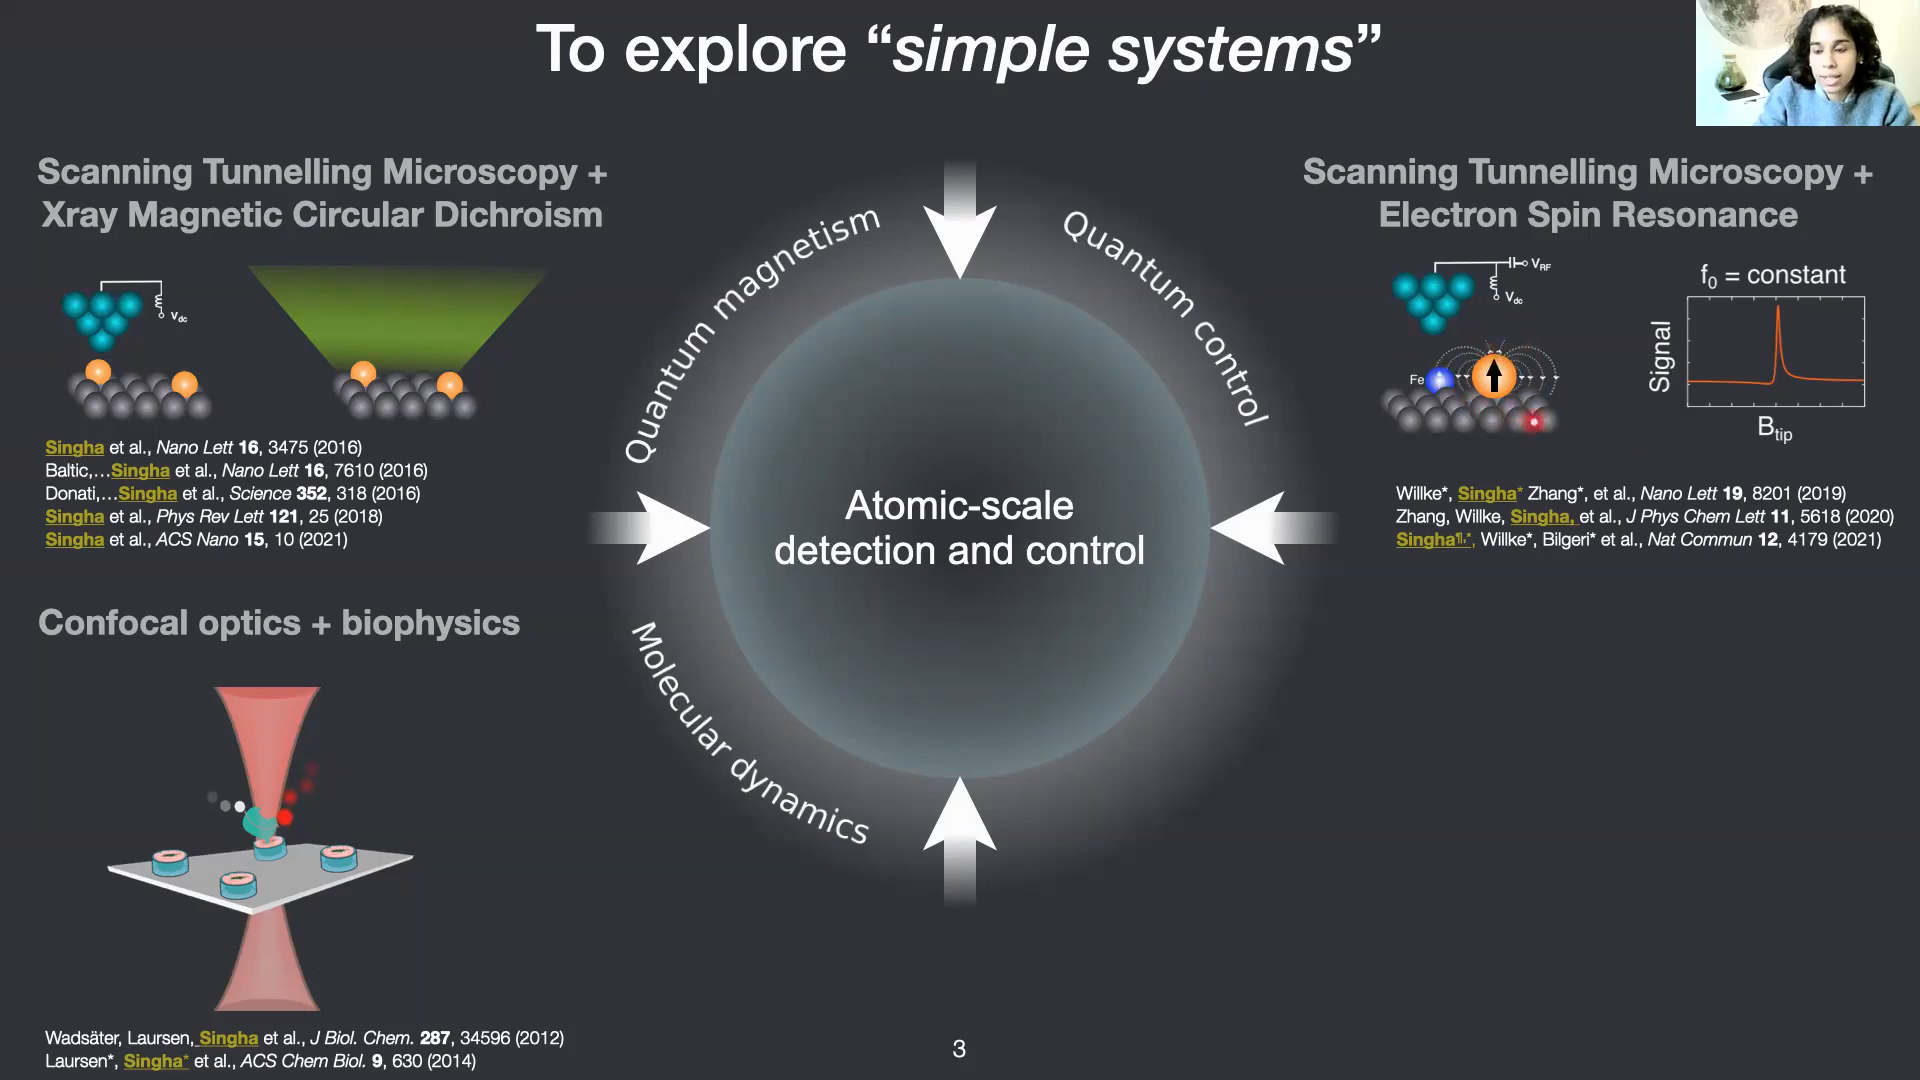 To explore “simple systems”
Scanning Tunnelling Microscopy +
Xray Magnetic Circular Dichroism
Vdc
Singha et al., Nano Lett 16, 3475 (2016)
Baltic,…Singha et al., Nano Lett 16, 7610 (2016)
Donati,…Singha et al., Science 352, 318 (2016)
Singha et al., Phys Rev Lett 121, 25 (2018)
Singha et al., ACS Nano 15, 10 (2021)
Confocal optics + biophysics
Wadsäter, Laursen, Singha et al., J Biol. Chem. 287, 34596 (2012)
Laursen*, Singha* et al., ACS Chem Biol. 9, 630 (2014)
Quantum magnetism
Quantum control
Molecular dynamics
Atomic-scale
detection and control
Scanning Tunnelling Microscopy +
Electron Spin Resonance
VRF
Vdc
Fe
f0 = constant
Signal
Btip
Willke*, Singha* Zhang*, et al., Nano Lett 19, 8201 (2019)
Zhang, Willke, Singha, et al., J Phys Chem Lett 11, 5618 (2020)
Singha¶,*, Willke*, Bilgeri* et al., Nat Commun 12, 4179 (2021)
3